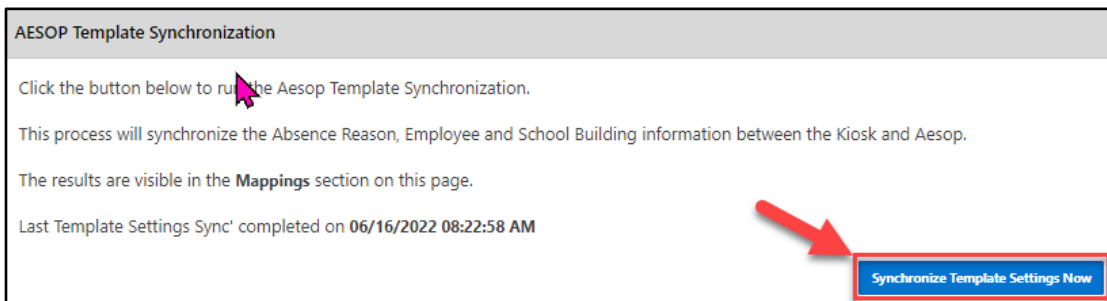 AESOP Template Synchronization
Click the button below to run the Aesop Template Synchronization.
This process will synchronize the Absence Reason, Employee and School Building information between the Kiosk and Aesop.
The results are visible in the Mappings section on this page.
Last Template Settings Sync' completed on 06/16/2022 08:22:58 AM
Synchronize Template Settings Now